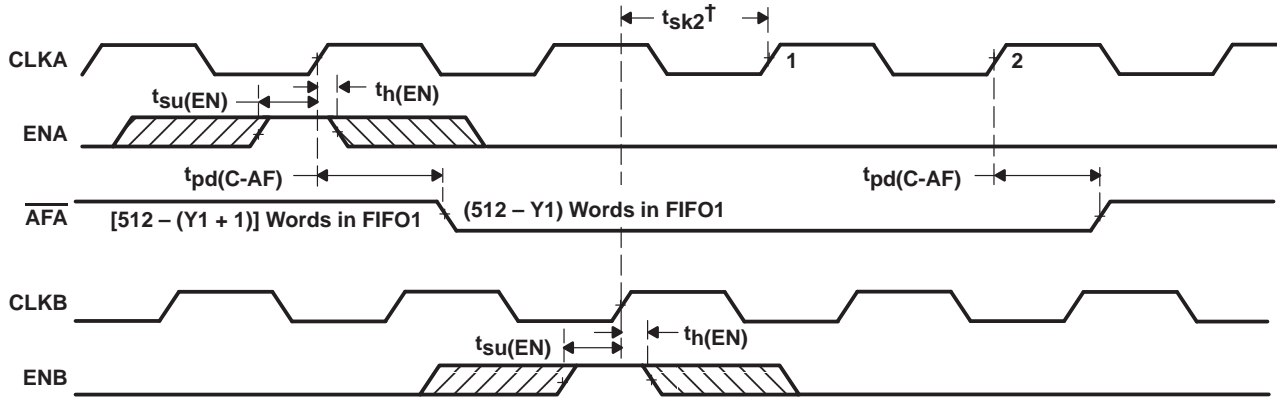 tsk2†
CLKA
1
2
tsu(EN)
th(EN)
ENA
tpd(C-AF)
tpd(C-AF)
AFA
[512 – (Y1 + 1)] Words in FIFO1
(512 – Y1) Words in FIFO1
CLKB
tsu(EN)
th(EN)
ENB